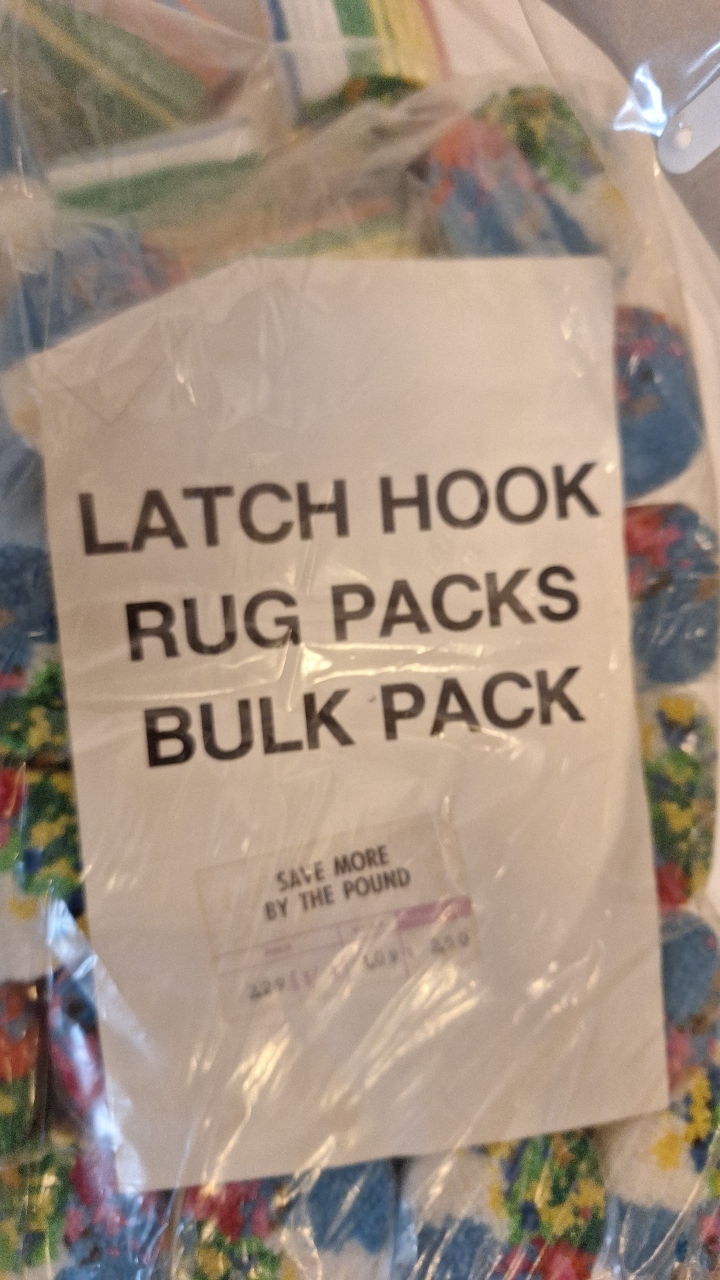 LATCH HOOK
RUG PACKS
BULK PACK
SAVE MORE
BY THE POUND